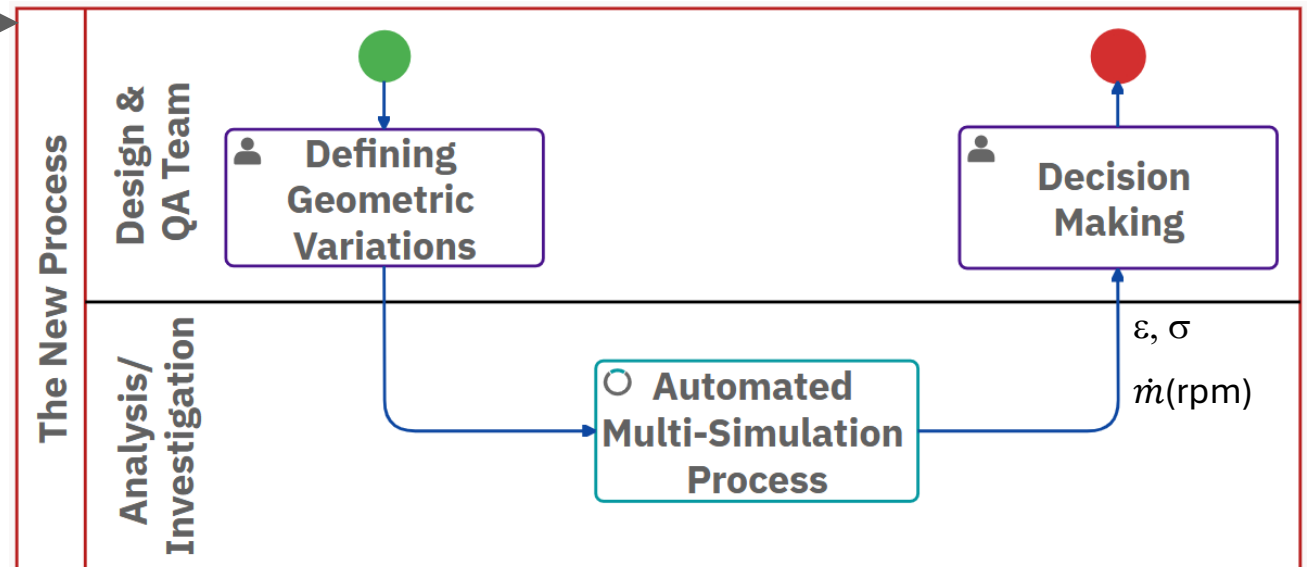 The New Process
Design &
QA Team
Defining
Geometric
Variations
Decision
Making
Analysis/
Investigation
Automated
Multi-Simulation
Process
ε, σ
ṁ(rpm)